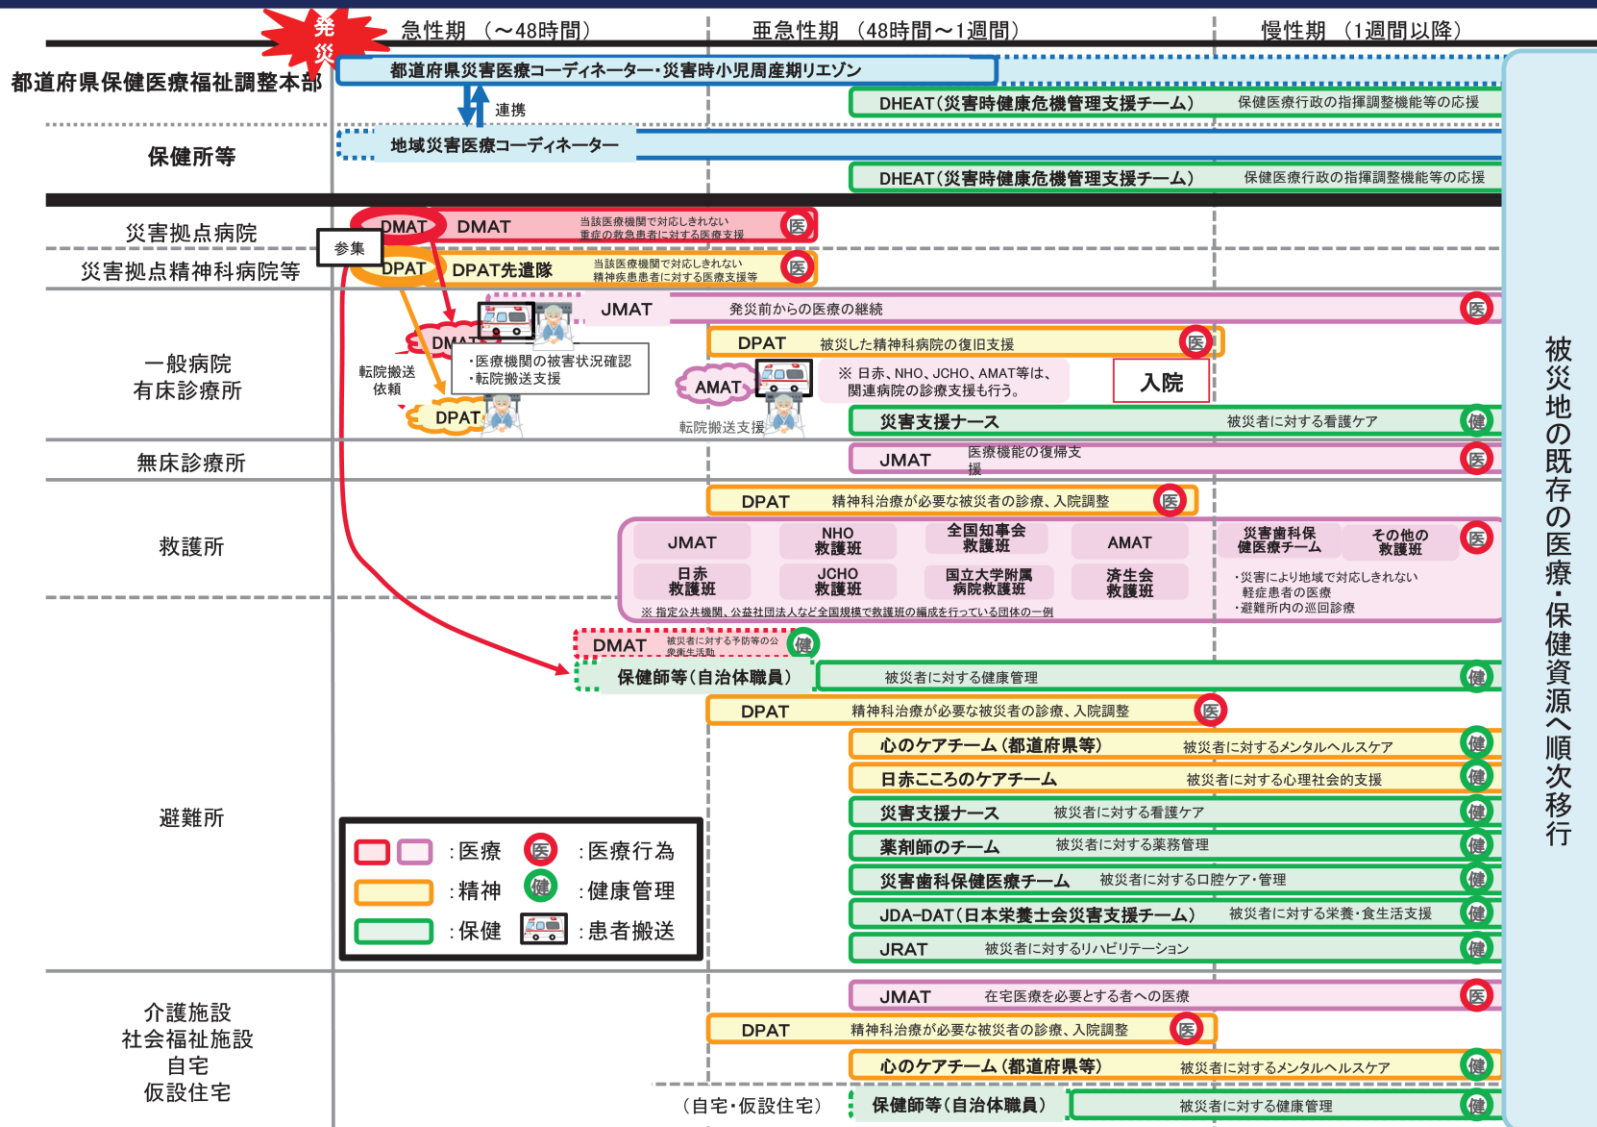 発
災
急性期 （～48時間）
亜急性期 （48時間～1週間）
慢性期 （1週間以降）
都道府県保健医療福祉調整本部
都道府県災害医療コーディネーター・災害時小児周産期リエゾン
DHEAT（災害時健康危機管理支援チーム） 保健医療行政の指揮調整機能等の応援
連携
保健所等
地域災害医療コーディネーター
DHEAT（災害時健康危機管理支援チーム） 保健医療行政の指揮調整機能等の応援
災害拠点病院
DMAT
DMAT
当該医療機関で対応しきれない
重症の救急患者に対する医療支援
医
参集
災害拠点精神科病院等
DPAT
DPAT先遣隊
当該医療機関で対応しきれない
精神疾患患者に対する医療支援等
医
一般病院
有床診療所
JMAT
発災前からの医療の継続
医
DMAT
・医療機関の被害状況確認
・転院搬送支援
転院搬送
依頼
DPAT
DPAT
被災した精神科病院の復旧支援
医
AMAT
転院搬送支援
※ 日赤、NHO、JCHO、AMAT等は、
関連病院の診療支援も行う。
入院
災害支援ナース
被災者に対する看護ケア
健
無床診療所
JMAT
医療機能の復帰支
援
医
救護所
DPAT
精神科治療が必要な被災者の診療、入院調整
医
JMAT
NHO
救護班
全国知事会
救護班
AMAT
災害歯科保
健医療チーム
その他の
救護班
医
日赤
救護班
JCHO
救護班
国立大学附属
病院救護班
済生会
救護班
・災害により地域で対応しきれない
軽症患者の医療
・避難所内の巡回診療
※ 指定公共機関、公益社団法人など全国規模で救護班の編成を行っている団体の一例
避難所
DMAT
被災者に対する予防等の公
衆衛生活動
健
保健師等（自治体職員）
被災者に対する健康管理
健
DPAT
精神科治療が必要な被災者の診療、入院調整
医
心のケアチーム（都道府県等）
被災者に対するメンタルヘルスケア
健
日赤こころのケアチーム
被災者に対する心理社会的支援
健
災害支援ナース
被災者に対する看護ケア
健
薬剤師のチーム
被災者に対する薬務管理
健
災害歯科保健医療チーム
被災者に対する口腔ケア・管理
健
JDA-DAT（日本栄養士会災害支援チーム）
被災者に対する栄養・食生活支援
健
JRAT
被災者に対するリハビリテーション
健
：医療
医
：医療行為
：精神
健
：健康管理
：保健
：患者搬送
介護施設
社会福祉施設
自宅
仮設住宅
JMAT
在宅医療を必要とする者への医療
医
DPAT
精神科治療が必要な被災者の診療、入院調整
医
心のケアチーム（都道府県等）
被災者に対するメンタルヘルスケア
健
（自宅・仮設住宅）
保健師等（自治体職員）
被災者に対する健康管理
健
被災地の既存の医療・保健資源へ順次移行